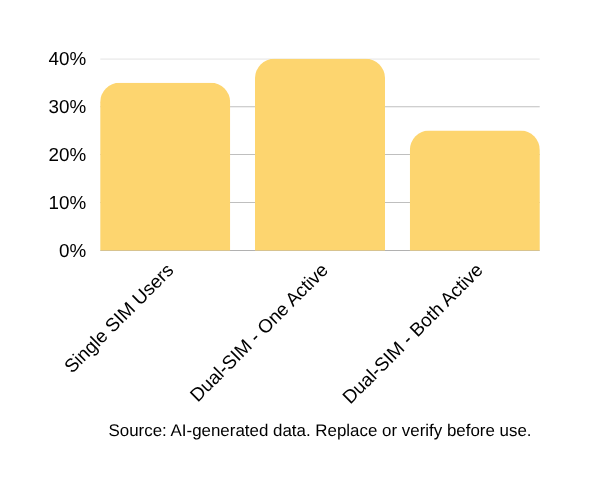 40%
30%
20%
10%
0%
Single SIM Users
Dual-SIM - One Active
Dual-SIM - Both Active
Source: AI-generated data. Replace or verify before use.